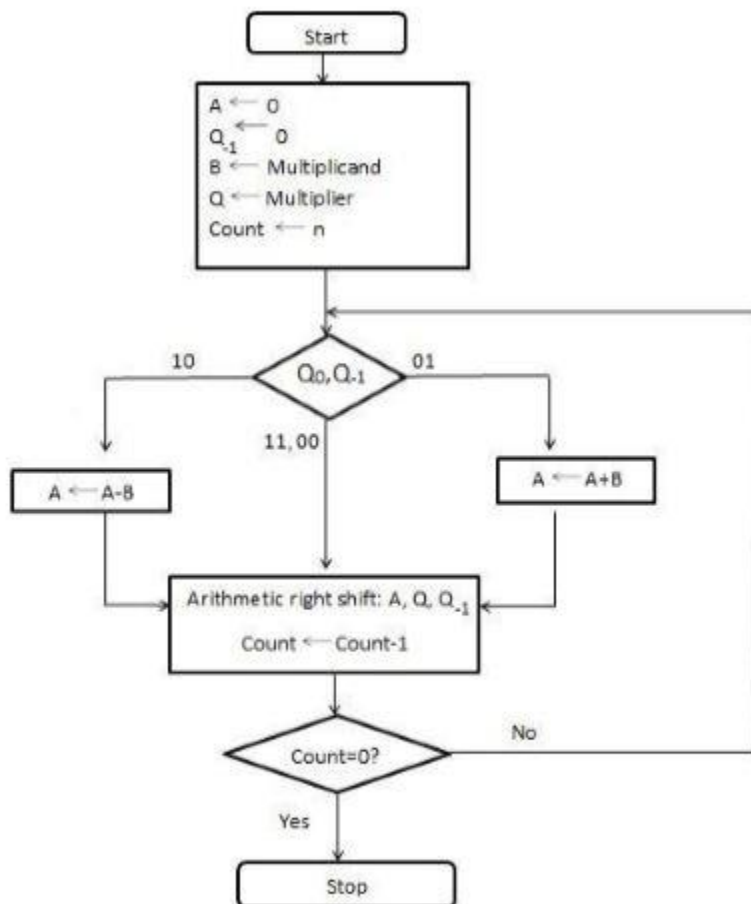 Start
A ← 0
Q₋₁ ← 0
B ← Multiplicand
Q ← Multiplier
Count ← n
10
Q₀, Q₋₁
01
11, 00
A ← A-B
A ← A+B
Arithmetic right shift: A, Q, Q₋₁
Count ← Count-1
Count=0?
No
Yes
Stop